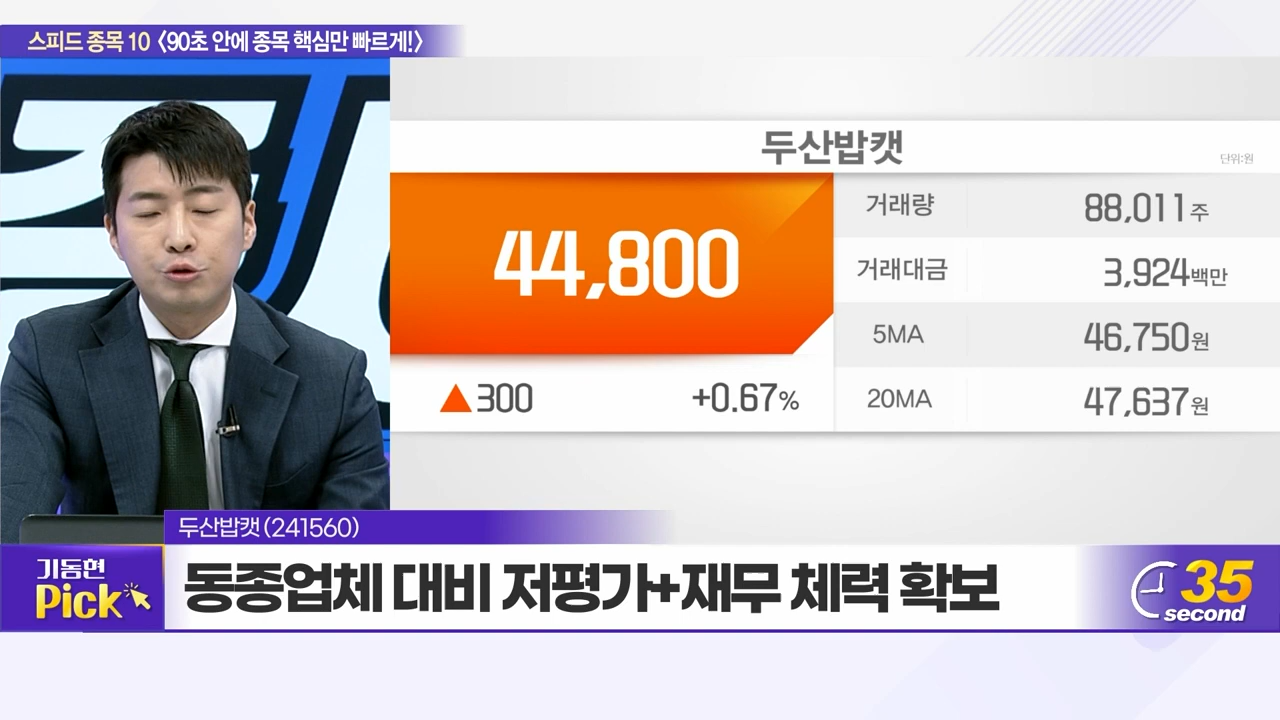 스피드 종목 10 〈90초 안에 종목 핵심만 빠르게!〉
두산밥캣
단위:원
44,800
▲300 +0.67%
거래량 88,011주
거래대금 3,924백만
5MA 46,750원
20MA 47,637원
두산밥캣(241560)
기동현
Pick
동종업체 대비 저평가+재무 체력 확보
35
second